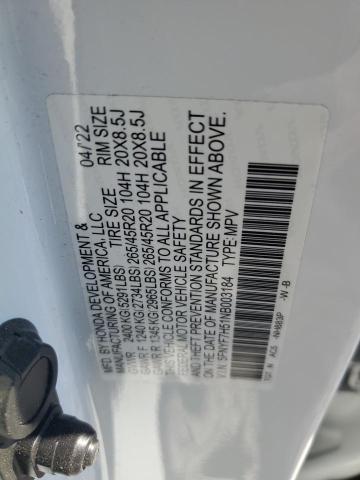 MFD. BY HONDA DEVELOPMENT & 04/22
MANUFACTURING OF AMERICA, LLC
TIRE SIZE RIM SIZE
GVWR 2400KG(5291LBS)
GAWR F 1240KG(2734LBS) 265/45R20 104H 20X8.5J
GAWR R 1345KG(2965LBS) 265/45R20 104H 20X8.5J
THIS VEHICLE CONFORMS TO ALL APPLICABLE
FEDERAL MOTOR VEHICLE SAFETY
AND THEFT PREVENTION STANDARDS IN EFFECT
ON THE DATE OF MANUFACTURE SHOWN ABOVE.
V.I.N.: 5FNYF7H51NB003184 TYPE:MPV
NH883P -W -B